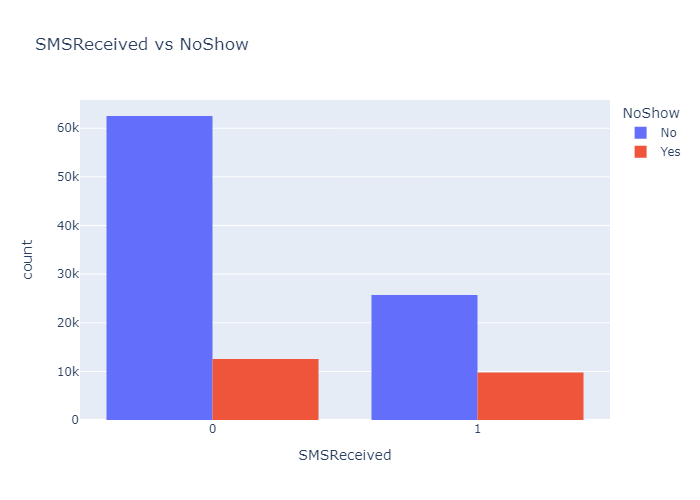 SMSReceived vs NoShow
NoShow
No
Yes
60k
50k
40k
30k
20k
10k
0
count
0
1
SMSReceived